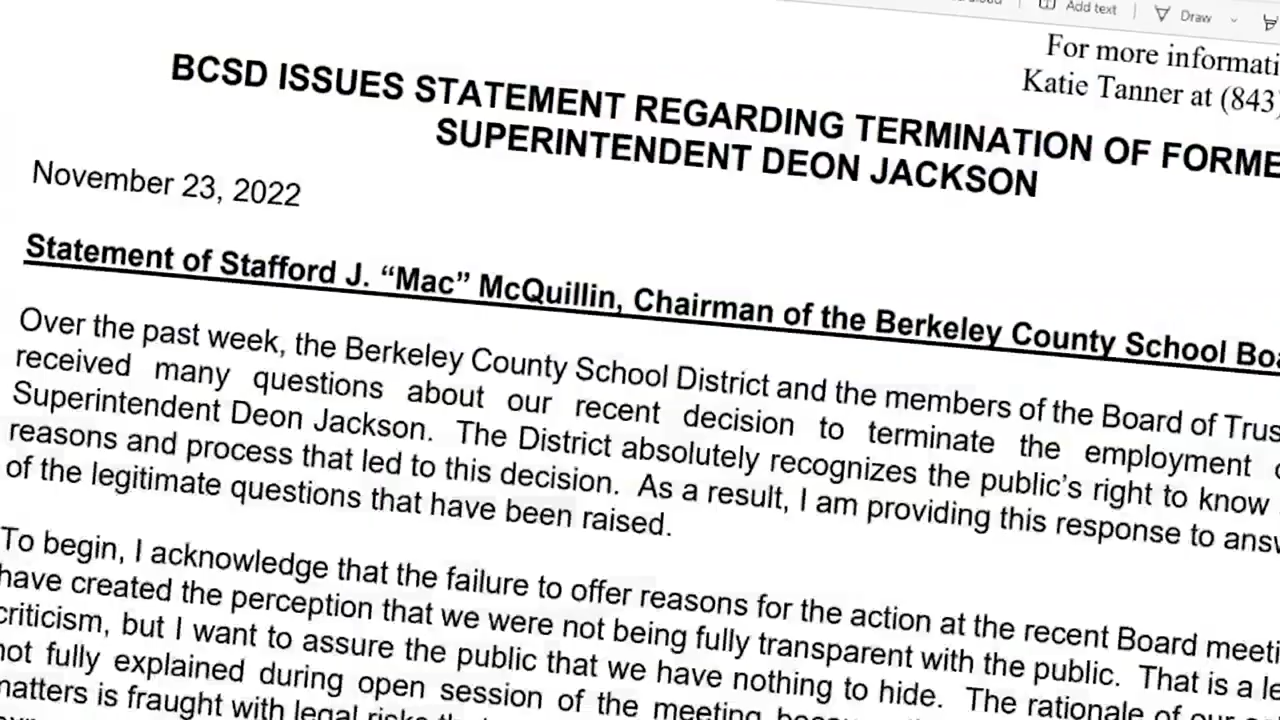 Add text
Draw
For more informati
Katie Tanner at (843)
BCSD ISSUES STATEMENT REGARDING TERMINATION OF FORME
SUPERINTENDENT DEON JACKSON
November 23, 2022
Statement of Stafford J. “Mac” McQuillin, Chairman of the Berkeley County School Boa
Over the past week, the Berkeley County School District and the members of the Board of Trus
received many questions about our recent decision to terminate the employment
Superintendent Deon Jackson. The District absolutely recognizes the public’s right to know
reasons and process that led to this decision. As a result, I am providing this response to answ
of the legitimate questions that have been raised.
To begin, I acknowledge that the failure to offer reasons for the action at the recent Board meeti
have created the perception that we were not being fully transparent with the public. That is a le
criticism, but I want to assure the public that we have nothing to hide. The rationale of our
not fully explained during open session of the meeting
matters is fraught with legal risks